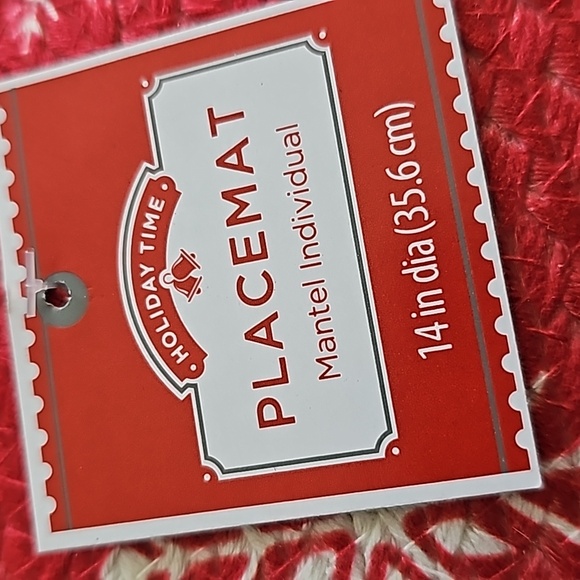 HOLIDAY TIME
PLACEMAT
Mantel Individual
14 in dia (35.6 cm)